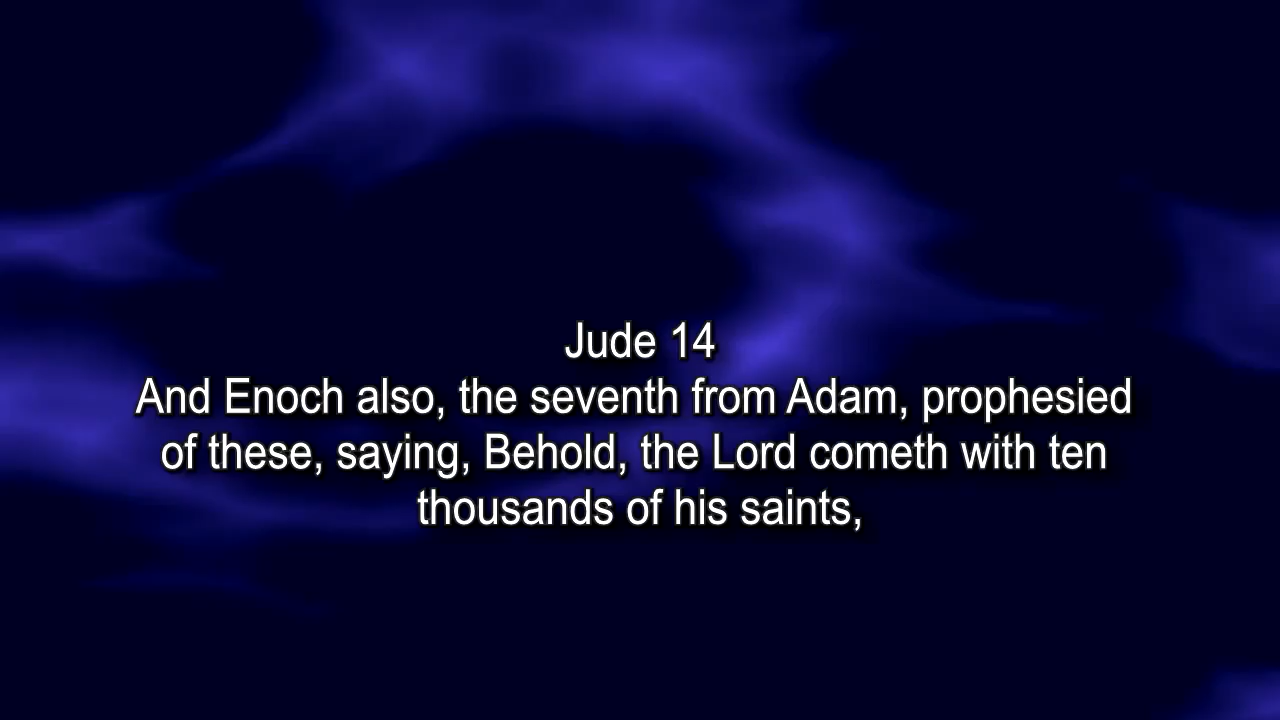 Jude 14
And Enoch also, the seventh from Adam, prophesied
of these, saying, Behold, the Lord cometh with ten
thousands of his saints,